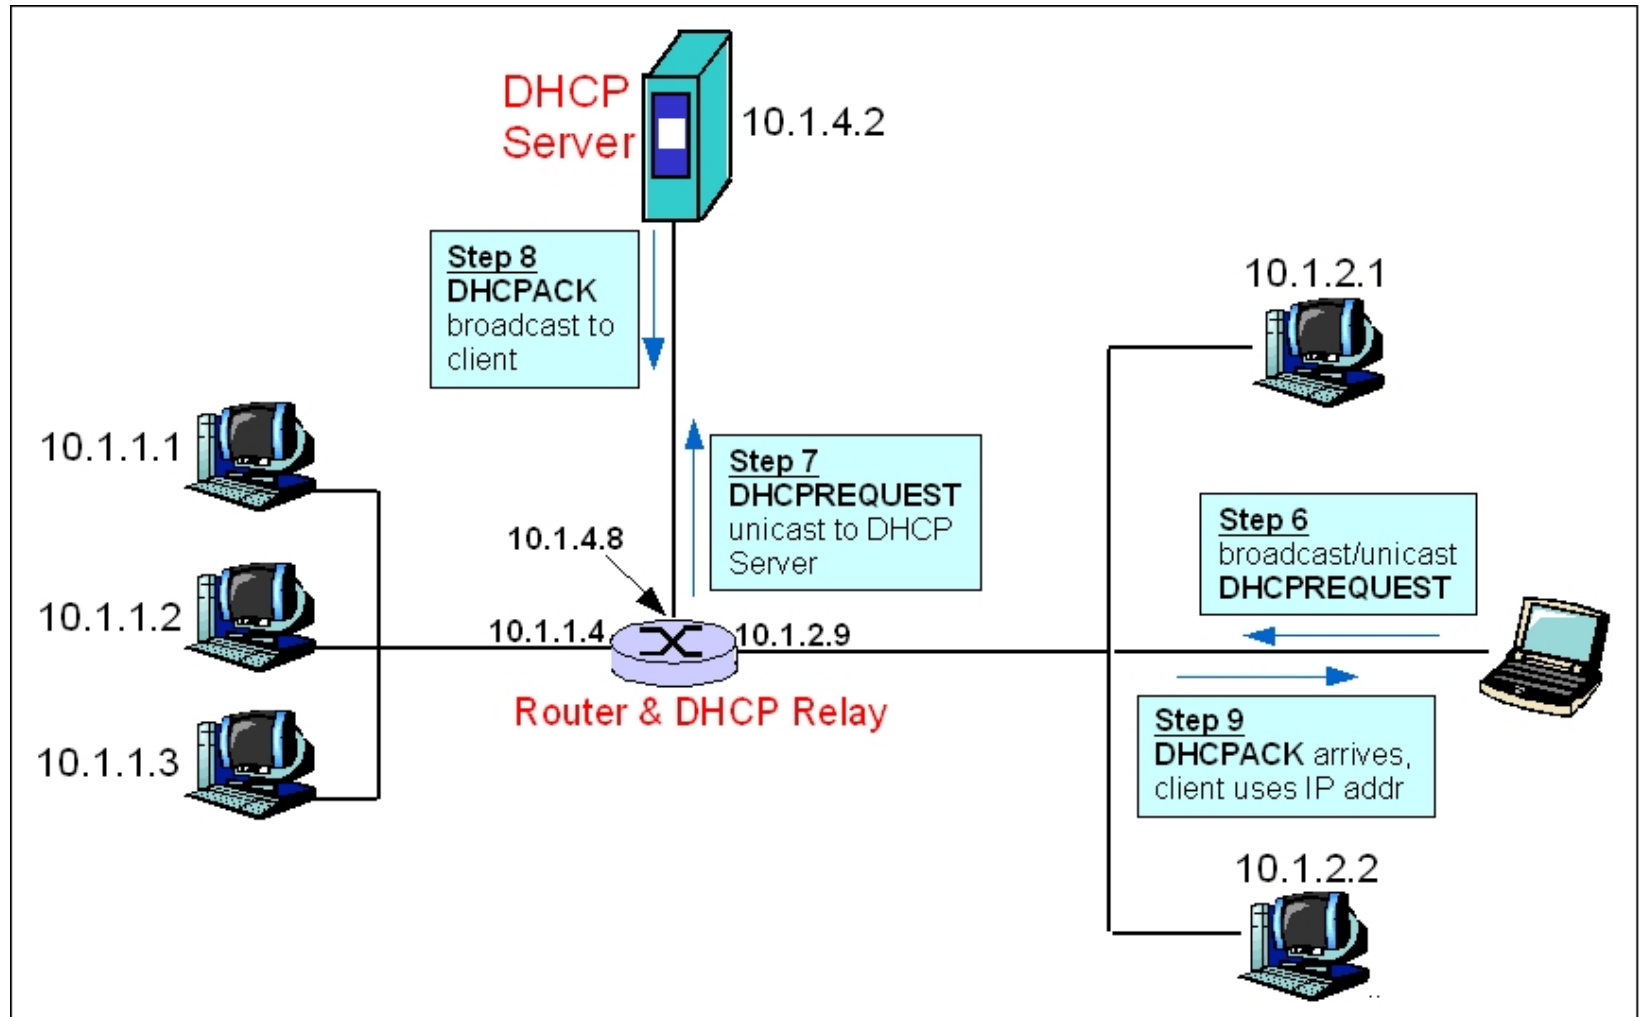 DHCP
Server
10.1.4.2
Step 8
DHCPACK
broadcast to
client
10.1.2.1
10.1.1.1
Step 7
DHCPREQUEST
unicast to DHCP
Server
Step 6
broadcast/unicast
DHCPREQUEST
10.1.4.8
10.1.1.2
10.1.1.4
10.1.2.9
Router & DHCP Relay
Step 9
DHCPACK arrives,
client uses IP addr
10.1.1.3
10.1.2.2
..